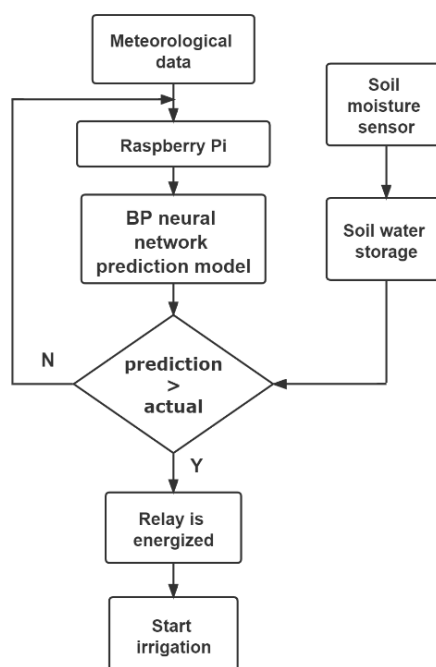 Meteorological
data
Soil
moisture
sensor
Raspberry Pi
BP neural
network
prediction model
Soil water
storage
N
prediction
>
actual
Y
Relay is
energized
Start
irrigation